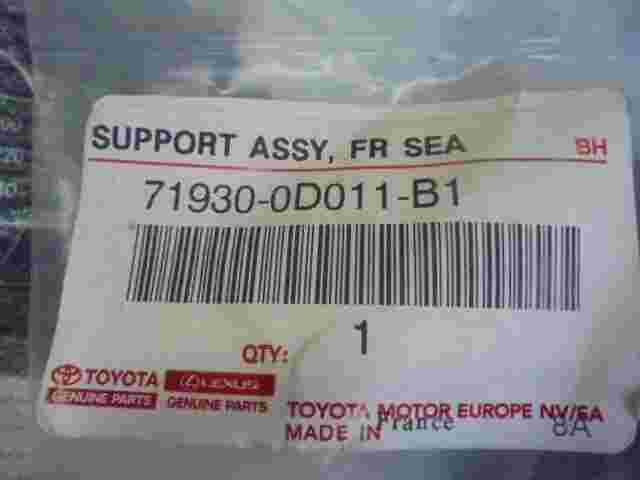 SUPPORT ASSY, FR SEA BH
71930-0D011-B1
QTY: 1
TOYOTA LEXUS
GENUINE PARTS GENUINE PARTS
TOYOTA MOTOR EUROPE NV/SA
MADE IN France 8A